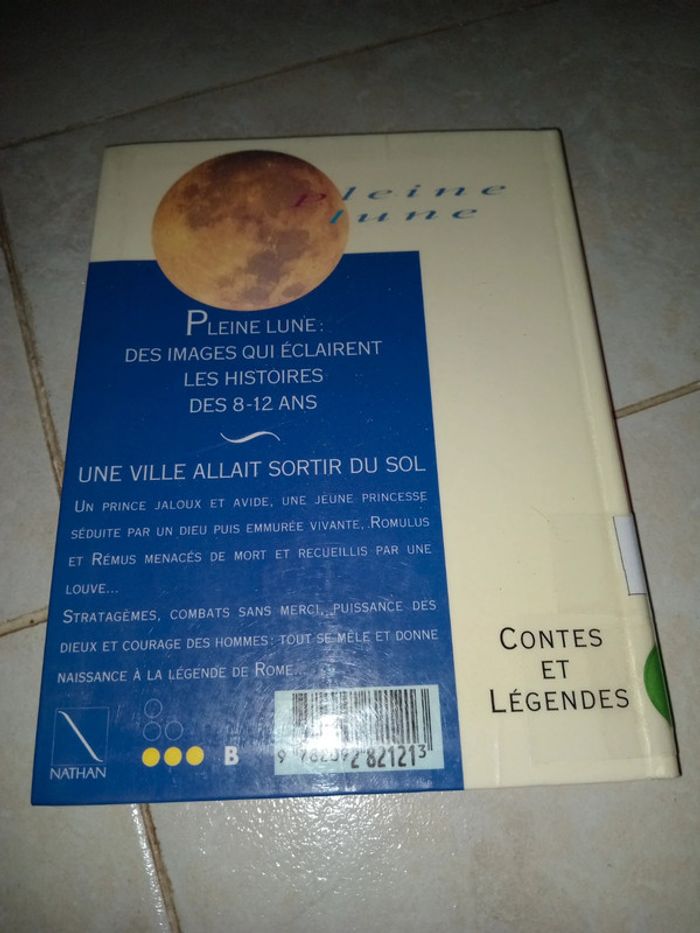 pleine
lune
PLEINE LUNE :
DES IMAGES QUI ÉCLAIRENT
LES HISTOIRES
DES 8-12 ANS
UNE VILLE ALLAIT SORTIR DU SOL
UN PRINCE JALOUX ET AVIDE, UNE JEUNE PRINCESSE
SÉDUITE PAR UN DIEU PUIS EMMURÉE VIVANTE, ROMULUS
ET RÉMUS MENACÉS DE MORT ET RECUEILLIS PAR UNE
LOUVE...
STRATAGÈMES, COMBATS SANS MERCI, PUISSANCE DES
DIEUX ET COURAGE DES HOMMES : TOUT SE MÊLE ET DONNE
NAISSANCE À LA LÉGENDE DE ROME...
CONTES
ET
LÉGENDES
NATHAN
B
9 782092 821213